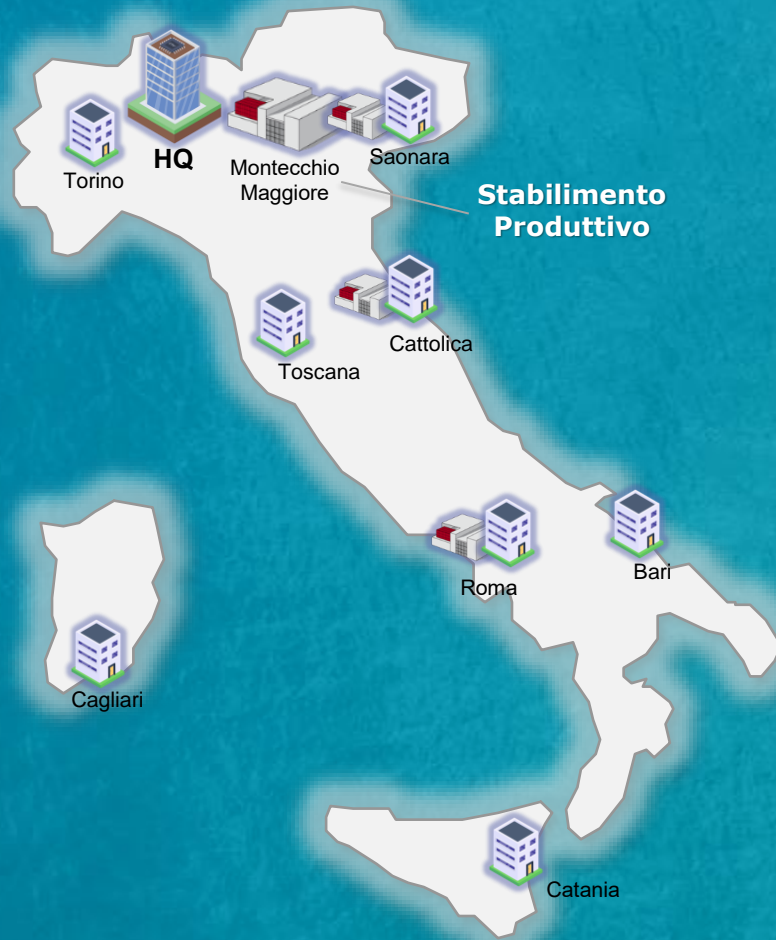 HQ
Torino
Montecchio
Maggiore
Saonara
Stabilimento
Produttivo
Cattolica
Toscana
Roma
Bari
Cagliari
Catania